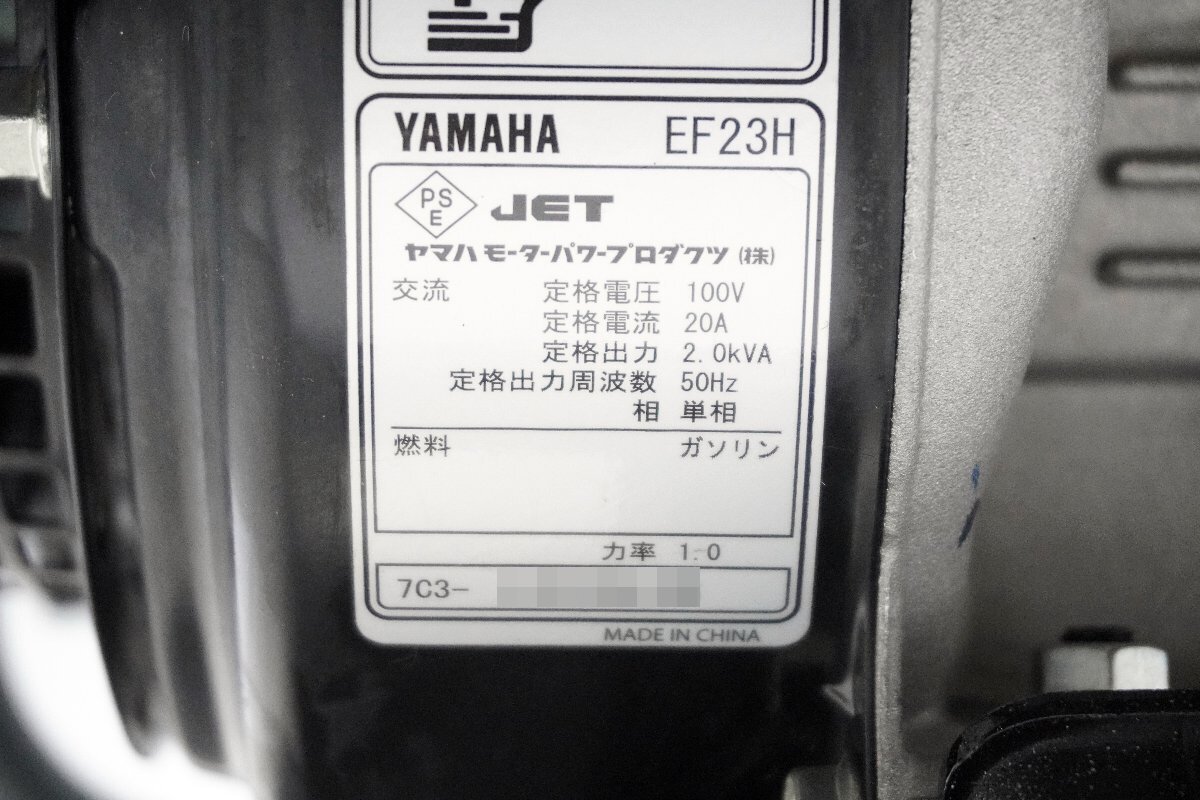 YAMAHA EF23H
PS
E
JET
ヤマハモーターパワープロダクツ(株)
交流 定格電圧 100V
定格電流 20A
定格出力 2.0kVA
定格出力周波数 50Hz
相 単相
燃料 ガソリン
力率 1.0
7C3-
MADE IN CHINA